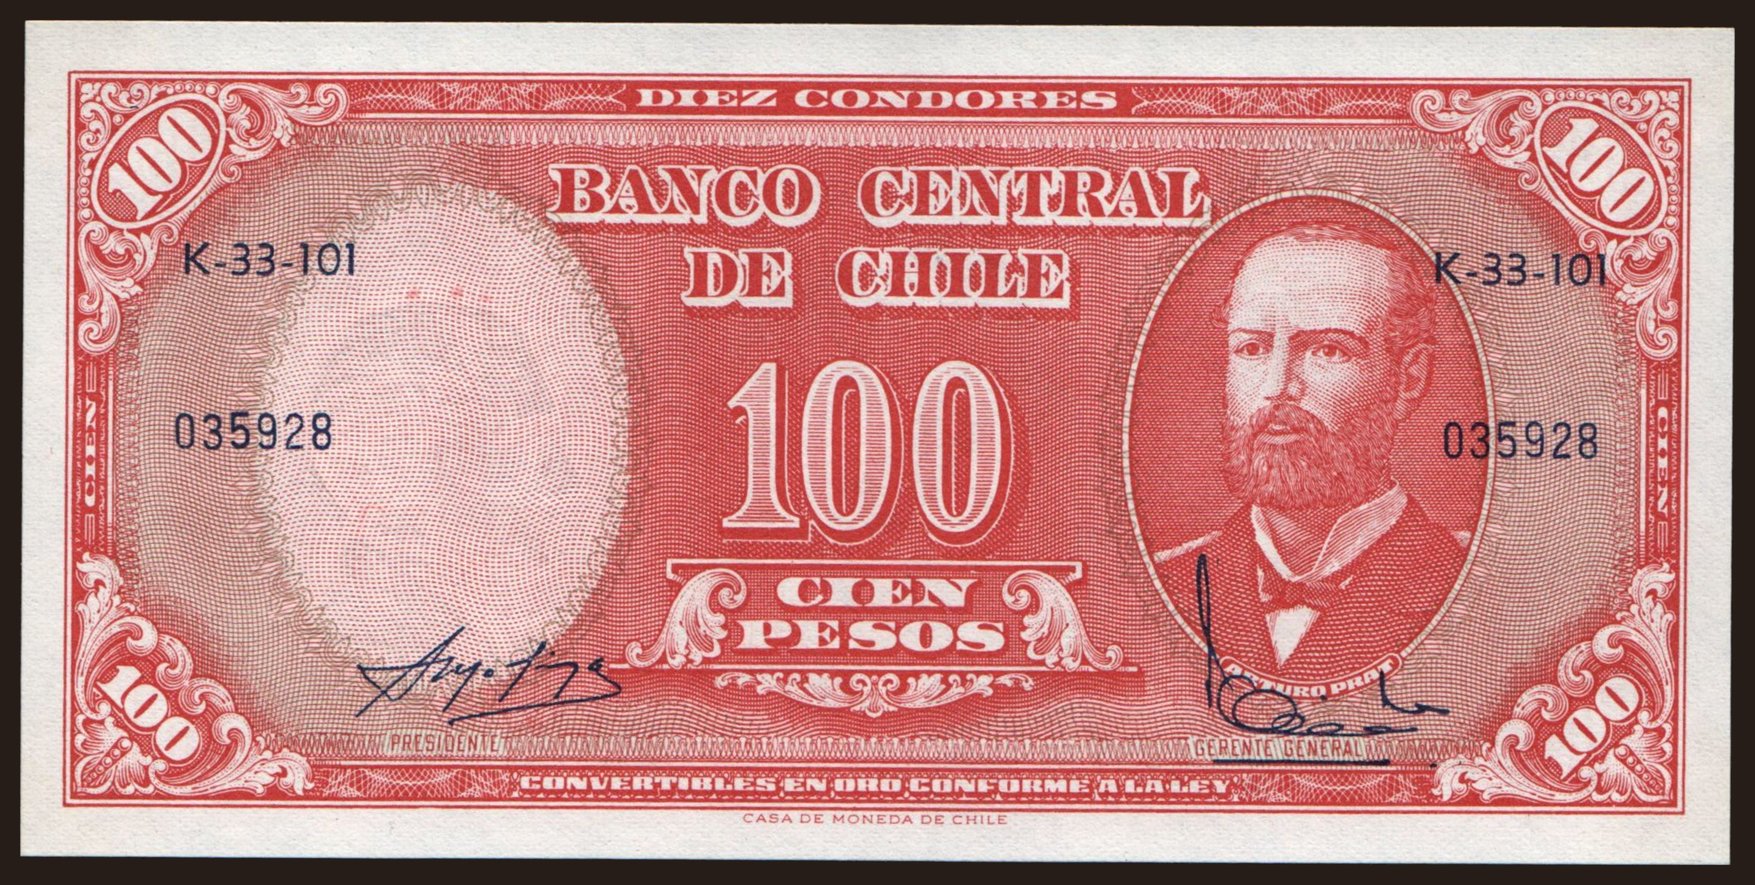 DIEZ CONDORES
100
100
BANCO CENTRAL
DE CHILE
K-33-101
K-33-101
100
035928
035928
CIEN
CIEN
CIEN
PESOS
ARTURO PRAT
100
100
PRESIDENTE
GERENTE GENERAL
CONVERTIBLES EN ORO CONFORME A LA LEY
CASA DE MONEDA DE CHILE